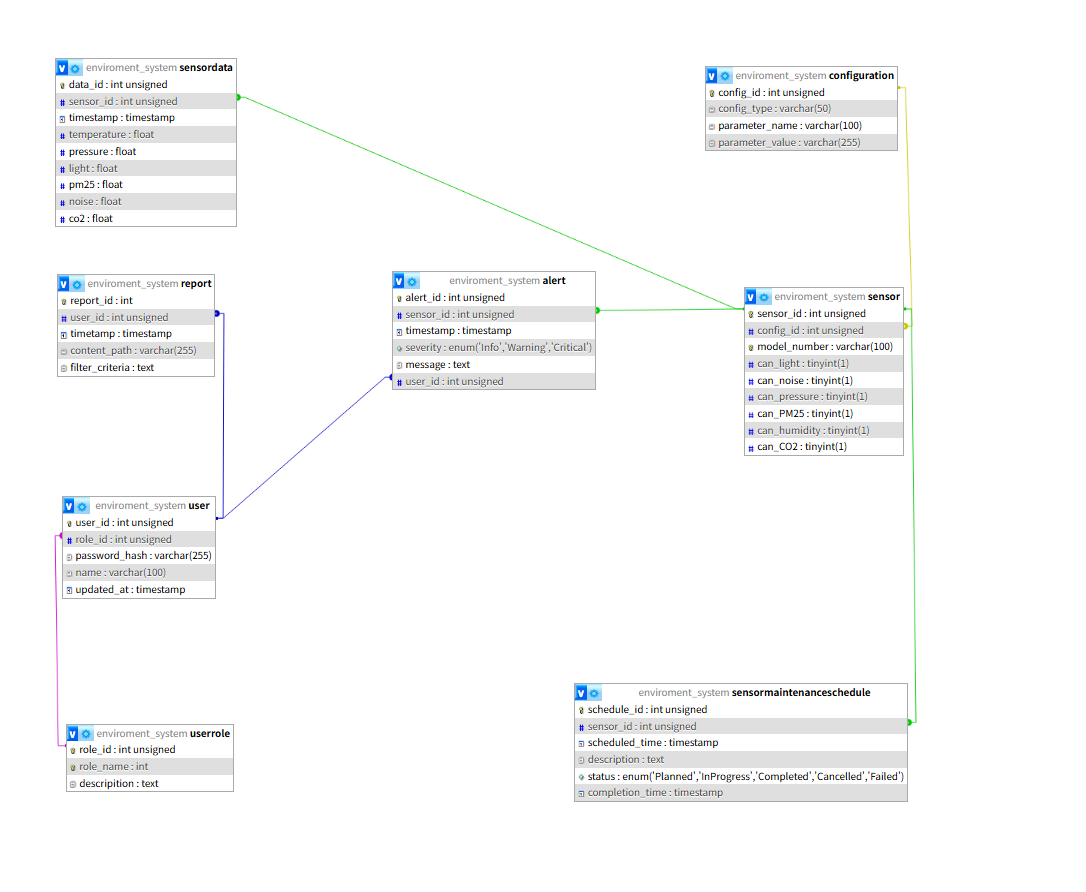 enviroment_system sensordata
data_id : int unsigned
sensor_id : int unsigned
timestamp : timestamp
temperature : float
pressure : float
light : float
pm25 : float
noise : float
co2 : float
enviroment_system configuration
config_id : int unsigned
config_type : varchar(50)
parameter_name : varchar(100)
parameter_value : varchar(255)
enviroment_system report
report_id : int
user_id : int unsigned
timetamp : timestamp
content_path : varchar(255)
filter_criteria : text
enviroment_system alert
alert_id : int unsigned
sensor_id : int unsigned
timestamp : timestamp
severity : enum('Info','Warning','Critical')
message : text
user_id : int unsigned
enviroment_system sensor
sensor_id : int unsigned
config_id : int unsigned
model_number : varchar(100)
can_light : tinyint(1)
can_noise : tinyint(1)
can_pressure : tinyint(1)
can_PM25 : tinyint(1)
can_humidity : tinyint(1)
can_CO2 : tinyint(1)
enviroment_system user
user_id : int unsigned
role_id : int unsigned
password_hash : varchar(255)
name : varchar(100)
updated_at : timestamp
enviroment_system userrole
role_id : int unsigned
role_name : int
descripition : text
enviroment_system sensormaintenanceschedule
schedule_id : int unsigned
sensor_id : int unsigned
scheduled_time : timestamp
description : text
status : enum('Planned','InProgress','Completed','Cancelled','Failed')
completion_time : timestamp